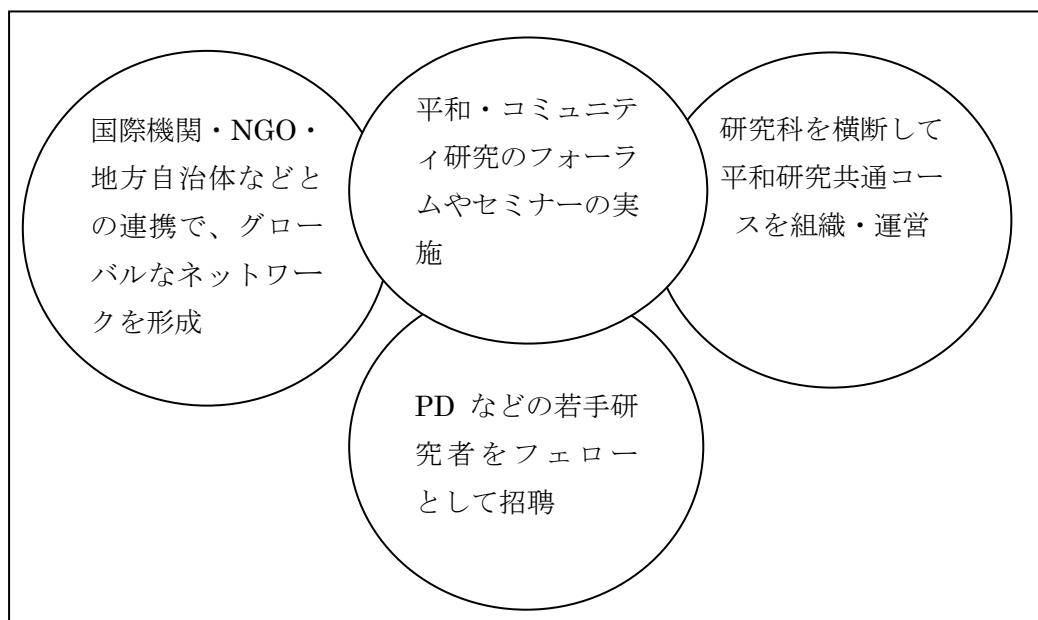 国際機関・NGO・
地方自治体などと
の連携で、グロー
バルなネットワー
クを形成
平和・コミュニテ
ィ研究のフォーラ
ムやセミナーの実
施
研究科を横断して
平和研究共通コー
スを組織・運営
PD などの若手研
究者をフェロー
として招聘